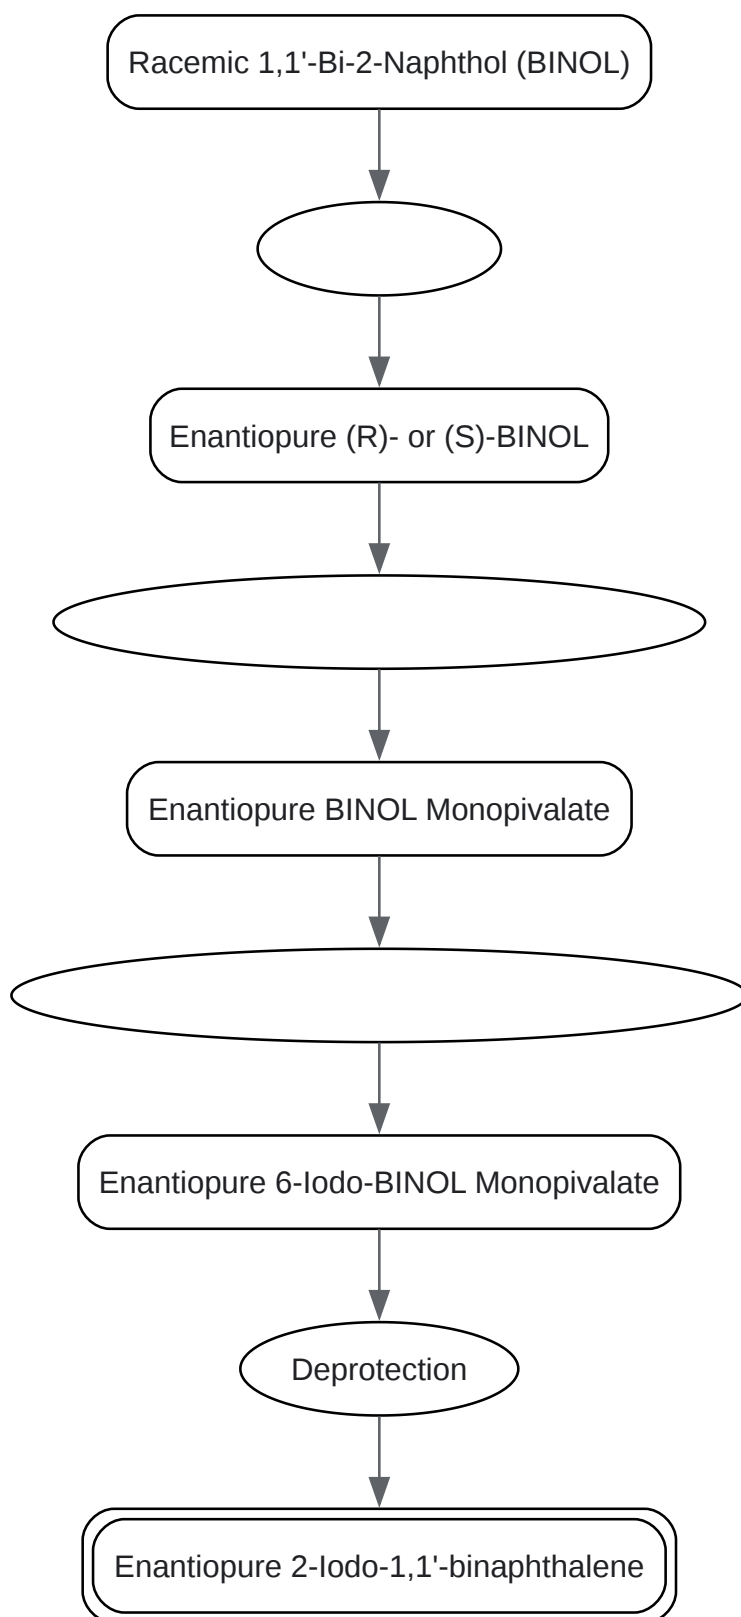 Racemic 1,1'-Bi-2-Naphthol (BINOL)
Enantiopure (R)- or (S)-BINOL
Enantiopure BINOL Monopivalate
Enantiopure 6-Iodo-BINOL Monopivalate
Deprotection
Enantiopure 2-Iodo-1,1'-binaphthalene